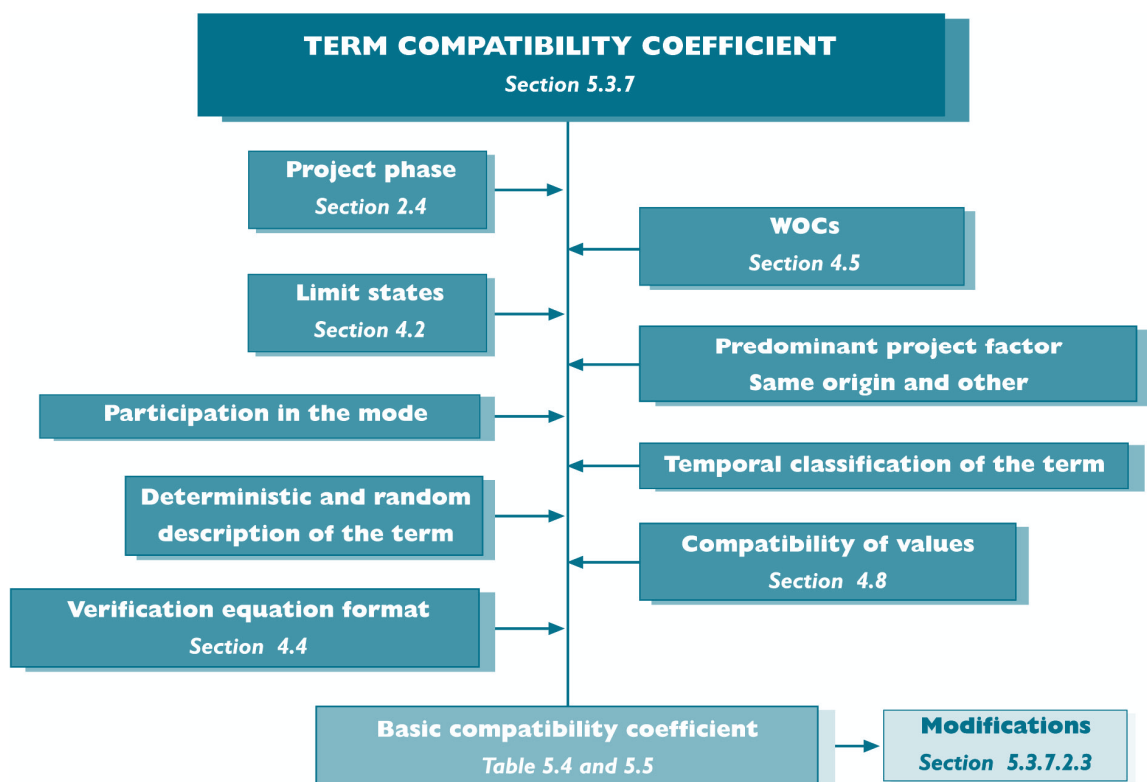 TERM COMPATIBILITY COEFFICIENT
Section 5.3.7
Project phase
Section 2.4
WOCs
Section 4.5
Limit states
Section 4.2
Predominant project factor
Same origin and other
Participation in the mode
Temporal classification of the term
Deterministic and random
description of the term
Compatibility of values
Section 4.8
Verification equation format
Section 4.4
Basic compatibility coefficient
Table 5.4 and 5.5
Modifications
Section 5.3.7.2.3